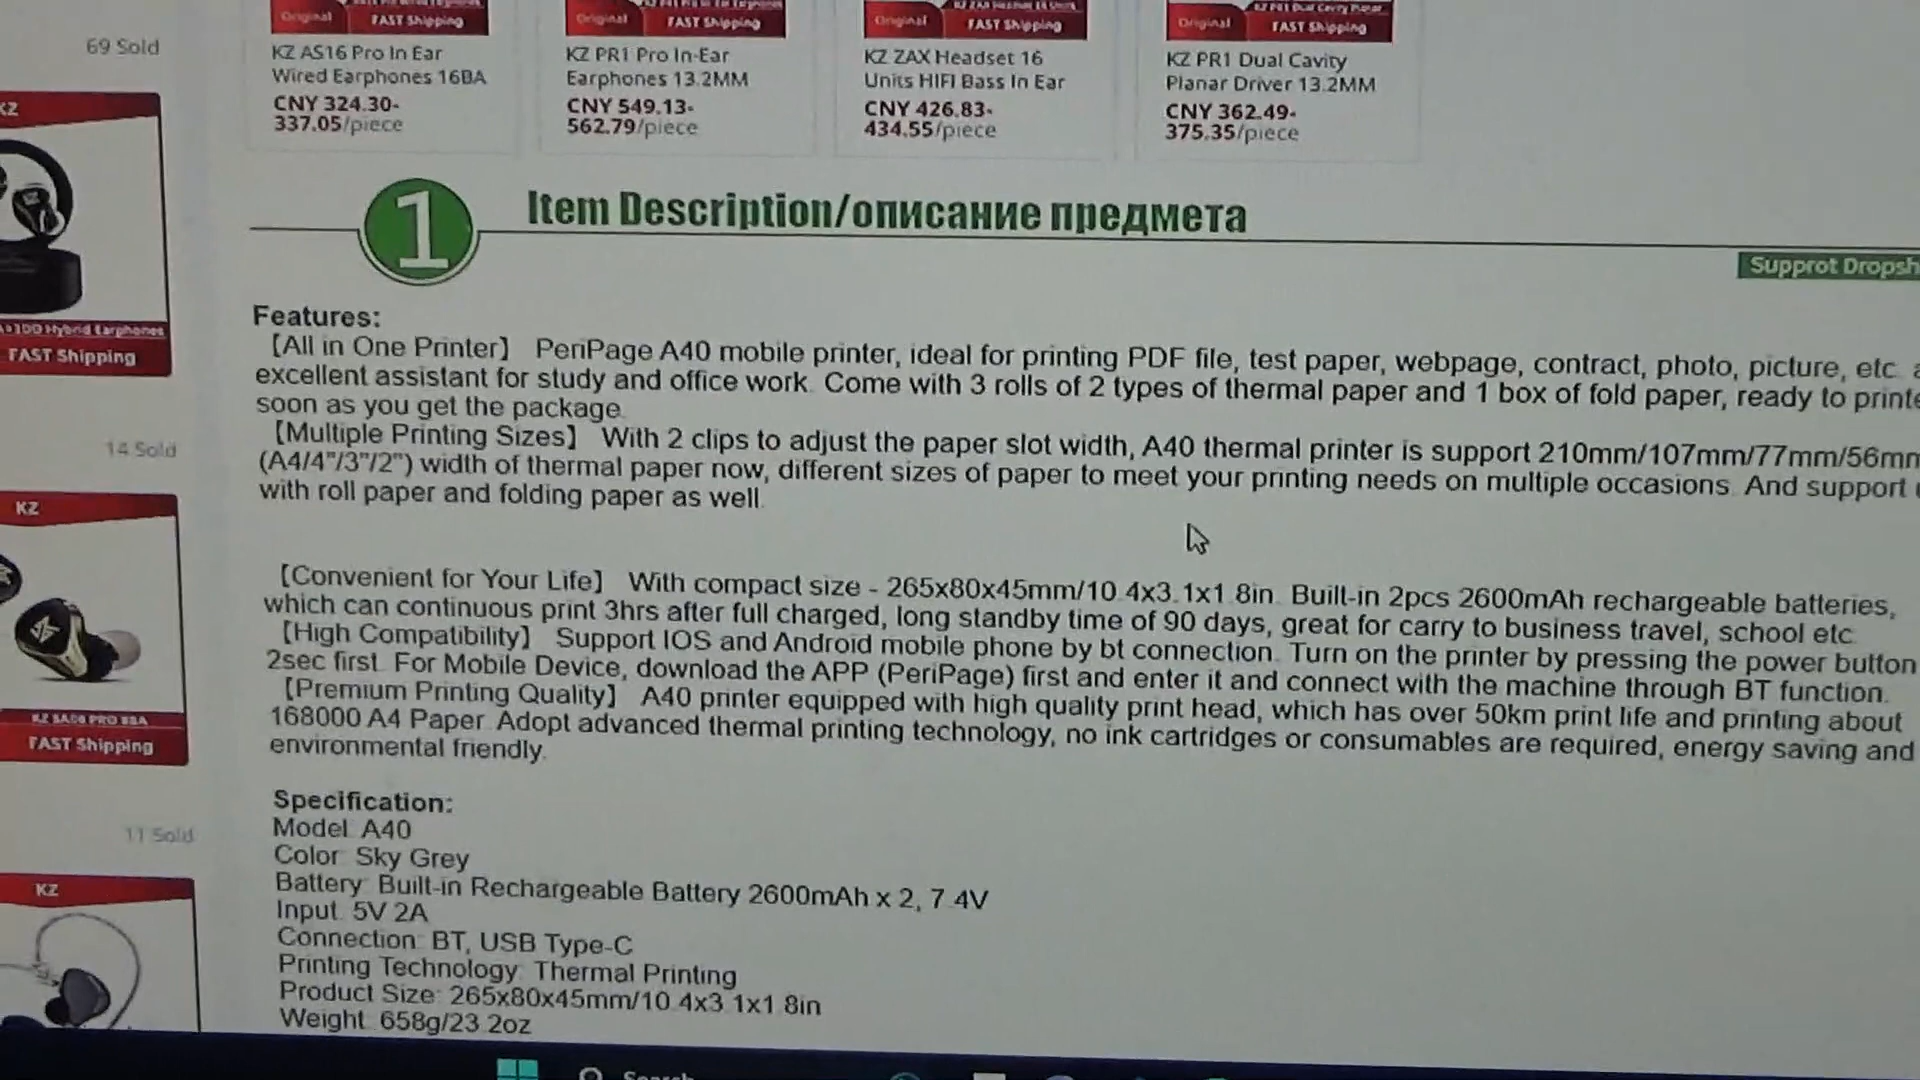 69 Sold
Original FAST Shipping
Original FAST Shipping
Original FAST Shipping
Original FAST Shipping
KZ AS16 Pro In Ear
Wired Earphones 16BA
CNY 324.30-
337.05/piece
KZ PR1 Pro In-Ear
Earphones 13.2MM
CNY 549.13-
562.79/piece
KZ ZAX Headset 16
Units HIFI Bass In Ear
CNY 426.83-
434.55/piece
KZ PR1 Dual Cavity
Planar Driver 13.2MM
CNY 362.49-
375.35/piece
KZ
Hybrid Earphones
FAST Shipping
14 Sold
KZ
FAST Shipping
11 Sold
KZ
1
Item Description/описание предмета
Supprot Dropsh
Features:
【All in One Printer】 PeriPage A40 mobile printer, ideal for printing PDF file, test paper, webpage, contract, photo, picture, etc. a
excellent assistant for study and office work. Come with 3 rolls of 2 types of thermal paper and 1 box of fold paper, ready to printe
soon as you get the package.
【Multiple Printing Sizes】 With 2 clips to adjust the paper slot width, A40 thermal printer is support 210mm/107mm/77mm/56mm
(A4/4"/3"/2") width of thermal paper now, different sizes of paper to meet your printing needs on multiple occasions. And support u
with roll paper and folding paper as well.
【Convenient for Your Life】 With compact size - 265x80x45mm/10.4x3.1x1.8in. Built-in 2pcs 2600mAh rechargeable batteries,
which can continuous print 3hrs after full charged, long standby time of 90 days, great for carry to business travel, school etc.
【High Compatibility】 Support IOS and Android mobile phone by bt connection. Turn on the printer by pressing the power button
2sec first. For Mobile Device, download the APP (PeriPage) first and enter it and connect with the machine through BT function.
【Premium Printing Quality】 A40 printer equipped with high quality print head, which has over 50km print life and printing about
168000 A4 Paper. Adopt advanced thermal printing technology, no ink cartridges or consumables are required, energy saving and
environmental friendly.
Specification:
Model: A40
Color: Sky Grey
Battery: Built-in Rechargeable Battery 2600mAh x 2, 7.4V
Input: 5V 2A
Connection: BT, USB Type-C
Printing Technology: Thermal Printing
Product Size: 265x80x45mm/10.4x3.1x1.8in
Weight: 658g/23.2oz
Search